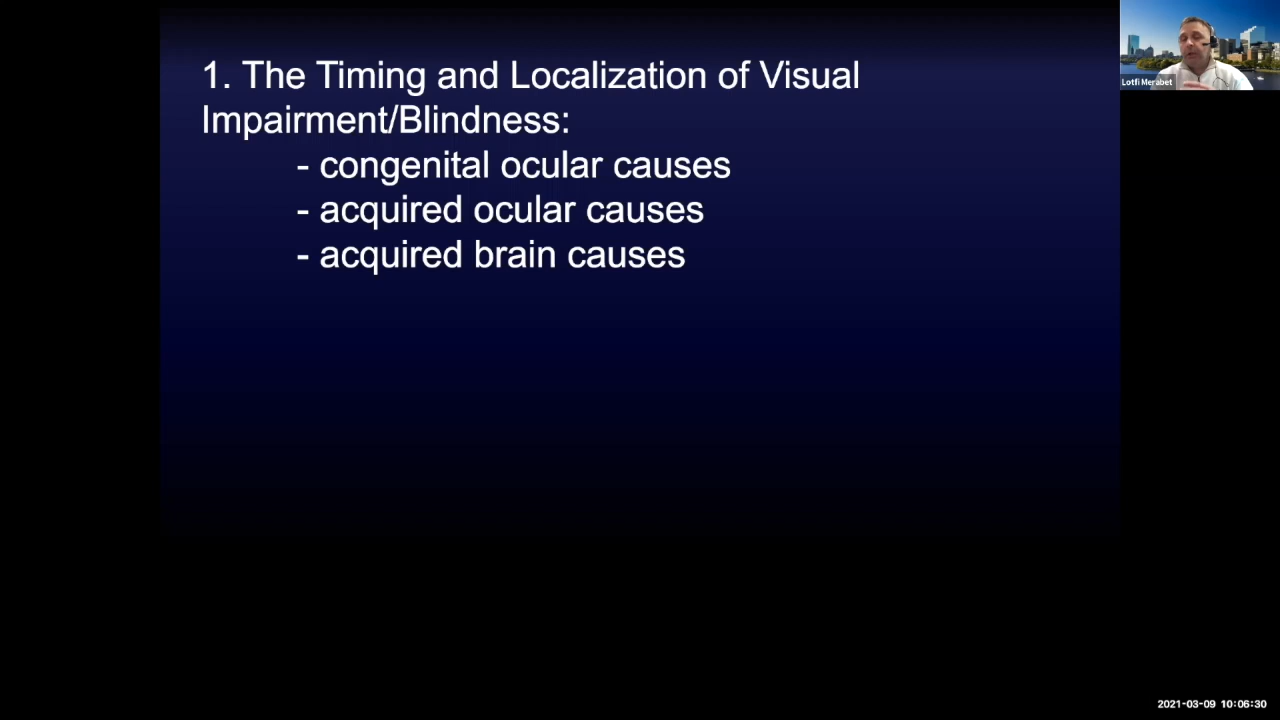 1. The Timing and Localization of Visual
Impairment/Blindness:
- congenital ocular causes
- acquired ocular causes
- acquired brain causes
Lotfi Merabet
2021-03-09 10:06:30